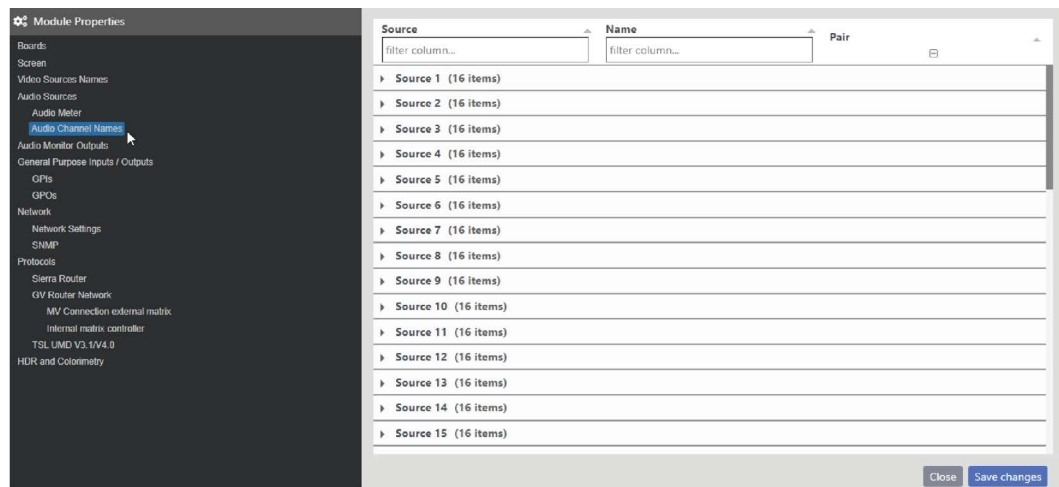 Module Properties
Boards
Screen
Video Sources Names
Audio Sources
Audio Meter
Audio Channel Names
Audio Monitor Outputs
General Purpose Inputs / Outputs
GPIs
GPOs
Network
Network Settings
SNMP
Protocols
Sierra Router
GV Router Network
MV Connection external matrix
Internal matrix controller
TSL UMD V3.1/V4.0
HDR and Colorimetry
Source Name Pair
filter column... filter column...
Source 1 (16 items)
Source 2 (16 items)
Source 3 (16 items)
Source 4 (16 items)
Source 5 (16 items)
Source 6 (16 items)
Source 7 (16 items)
Source 8 (16 items)
Source 9 (16 items)
Source 10 (16 items)
Source 11 (16 items)
Source 12 (16 items)
Source 13 (16 items)
Source 14 (16 items)
Source 15 (16 items)
Close Save changes